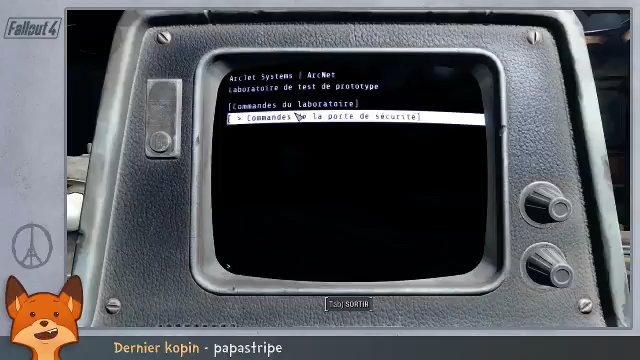 Fallout 4
ArcJet Systems | ArcNet
Laboratoire de test de prototype
[Commandes du laboratoire]
[ > Commandes de la porte de sécurité]
>
Tab) SORTIR
Dernier kopin - papastripe